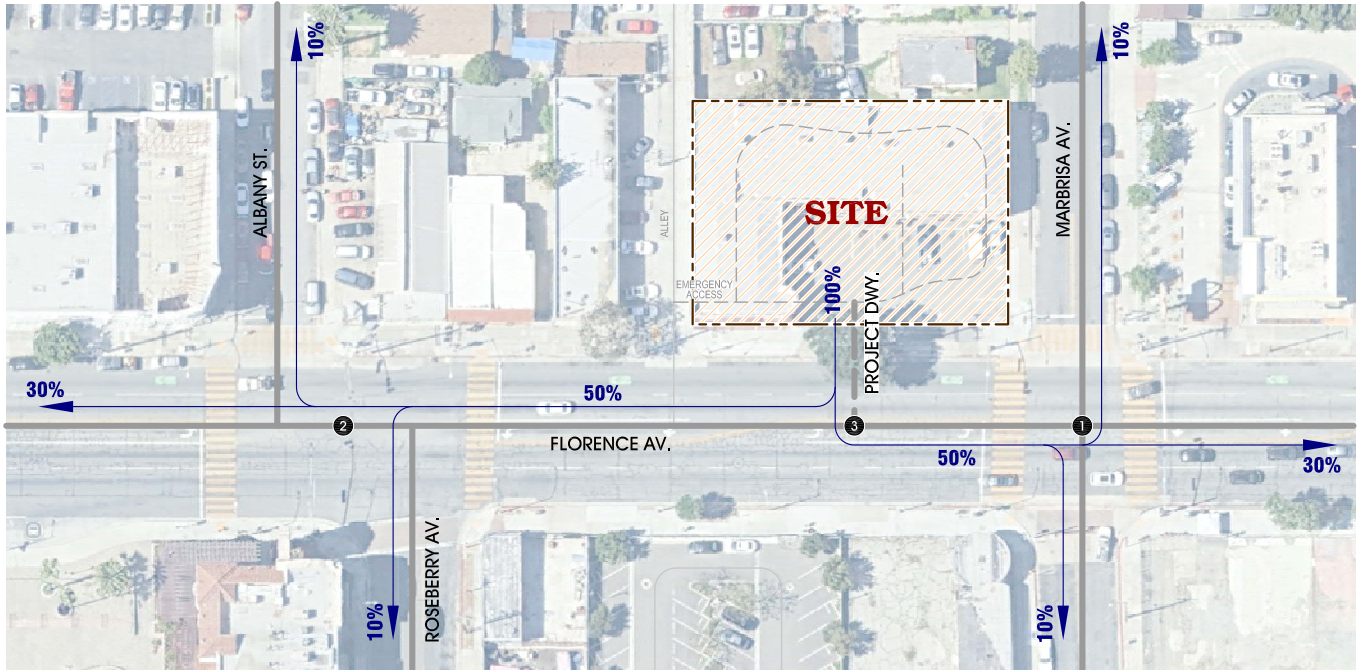 10%
10%
ALBANY ST.
MARBRISA AV.
SITE
ALLEY
EMERGENCY
ACCESS
100%
PROJECT DWY.
30%
50%
2
3
1
FLORENCE AV.
50%
30%
ROSEBERRY AV.
10%
10%